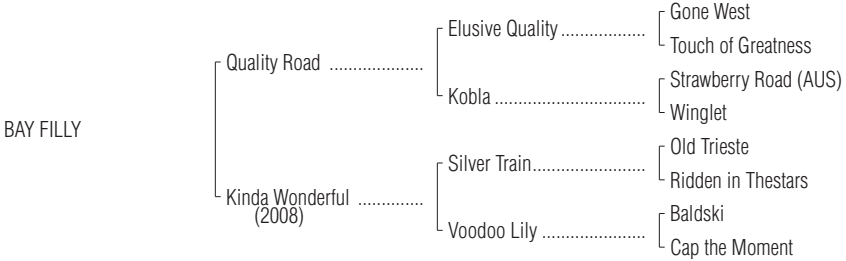 Gone West
Elusive Quality ..................
Touch of Greatness
Quality Road ....................
Strawberry Road (AUS)
Kobla ................................
Winglet
BAY FILLY
Old Trieste
Silver Train........................
Ridden in Thestars
Kinda Wonderful ..............
(2008)
Baldski
Voodoo Lily ......................
Cap the Moment